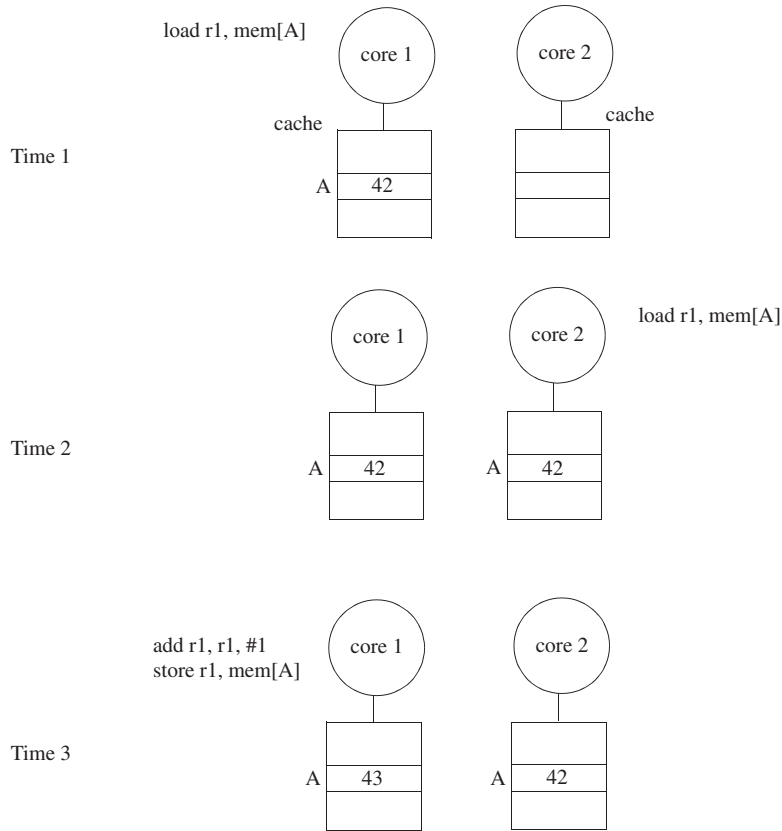 load r1, mem[A]
core 1
core 2
cache
cache
Time 1
A
42
core 1
core 2
load r1, mem[A]
Time 2
A
42
A
42
add r1, r1, #1
store r1, mem[A]
core 1
core 2
Time 3
A
43
A
42